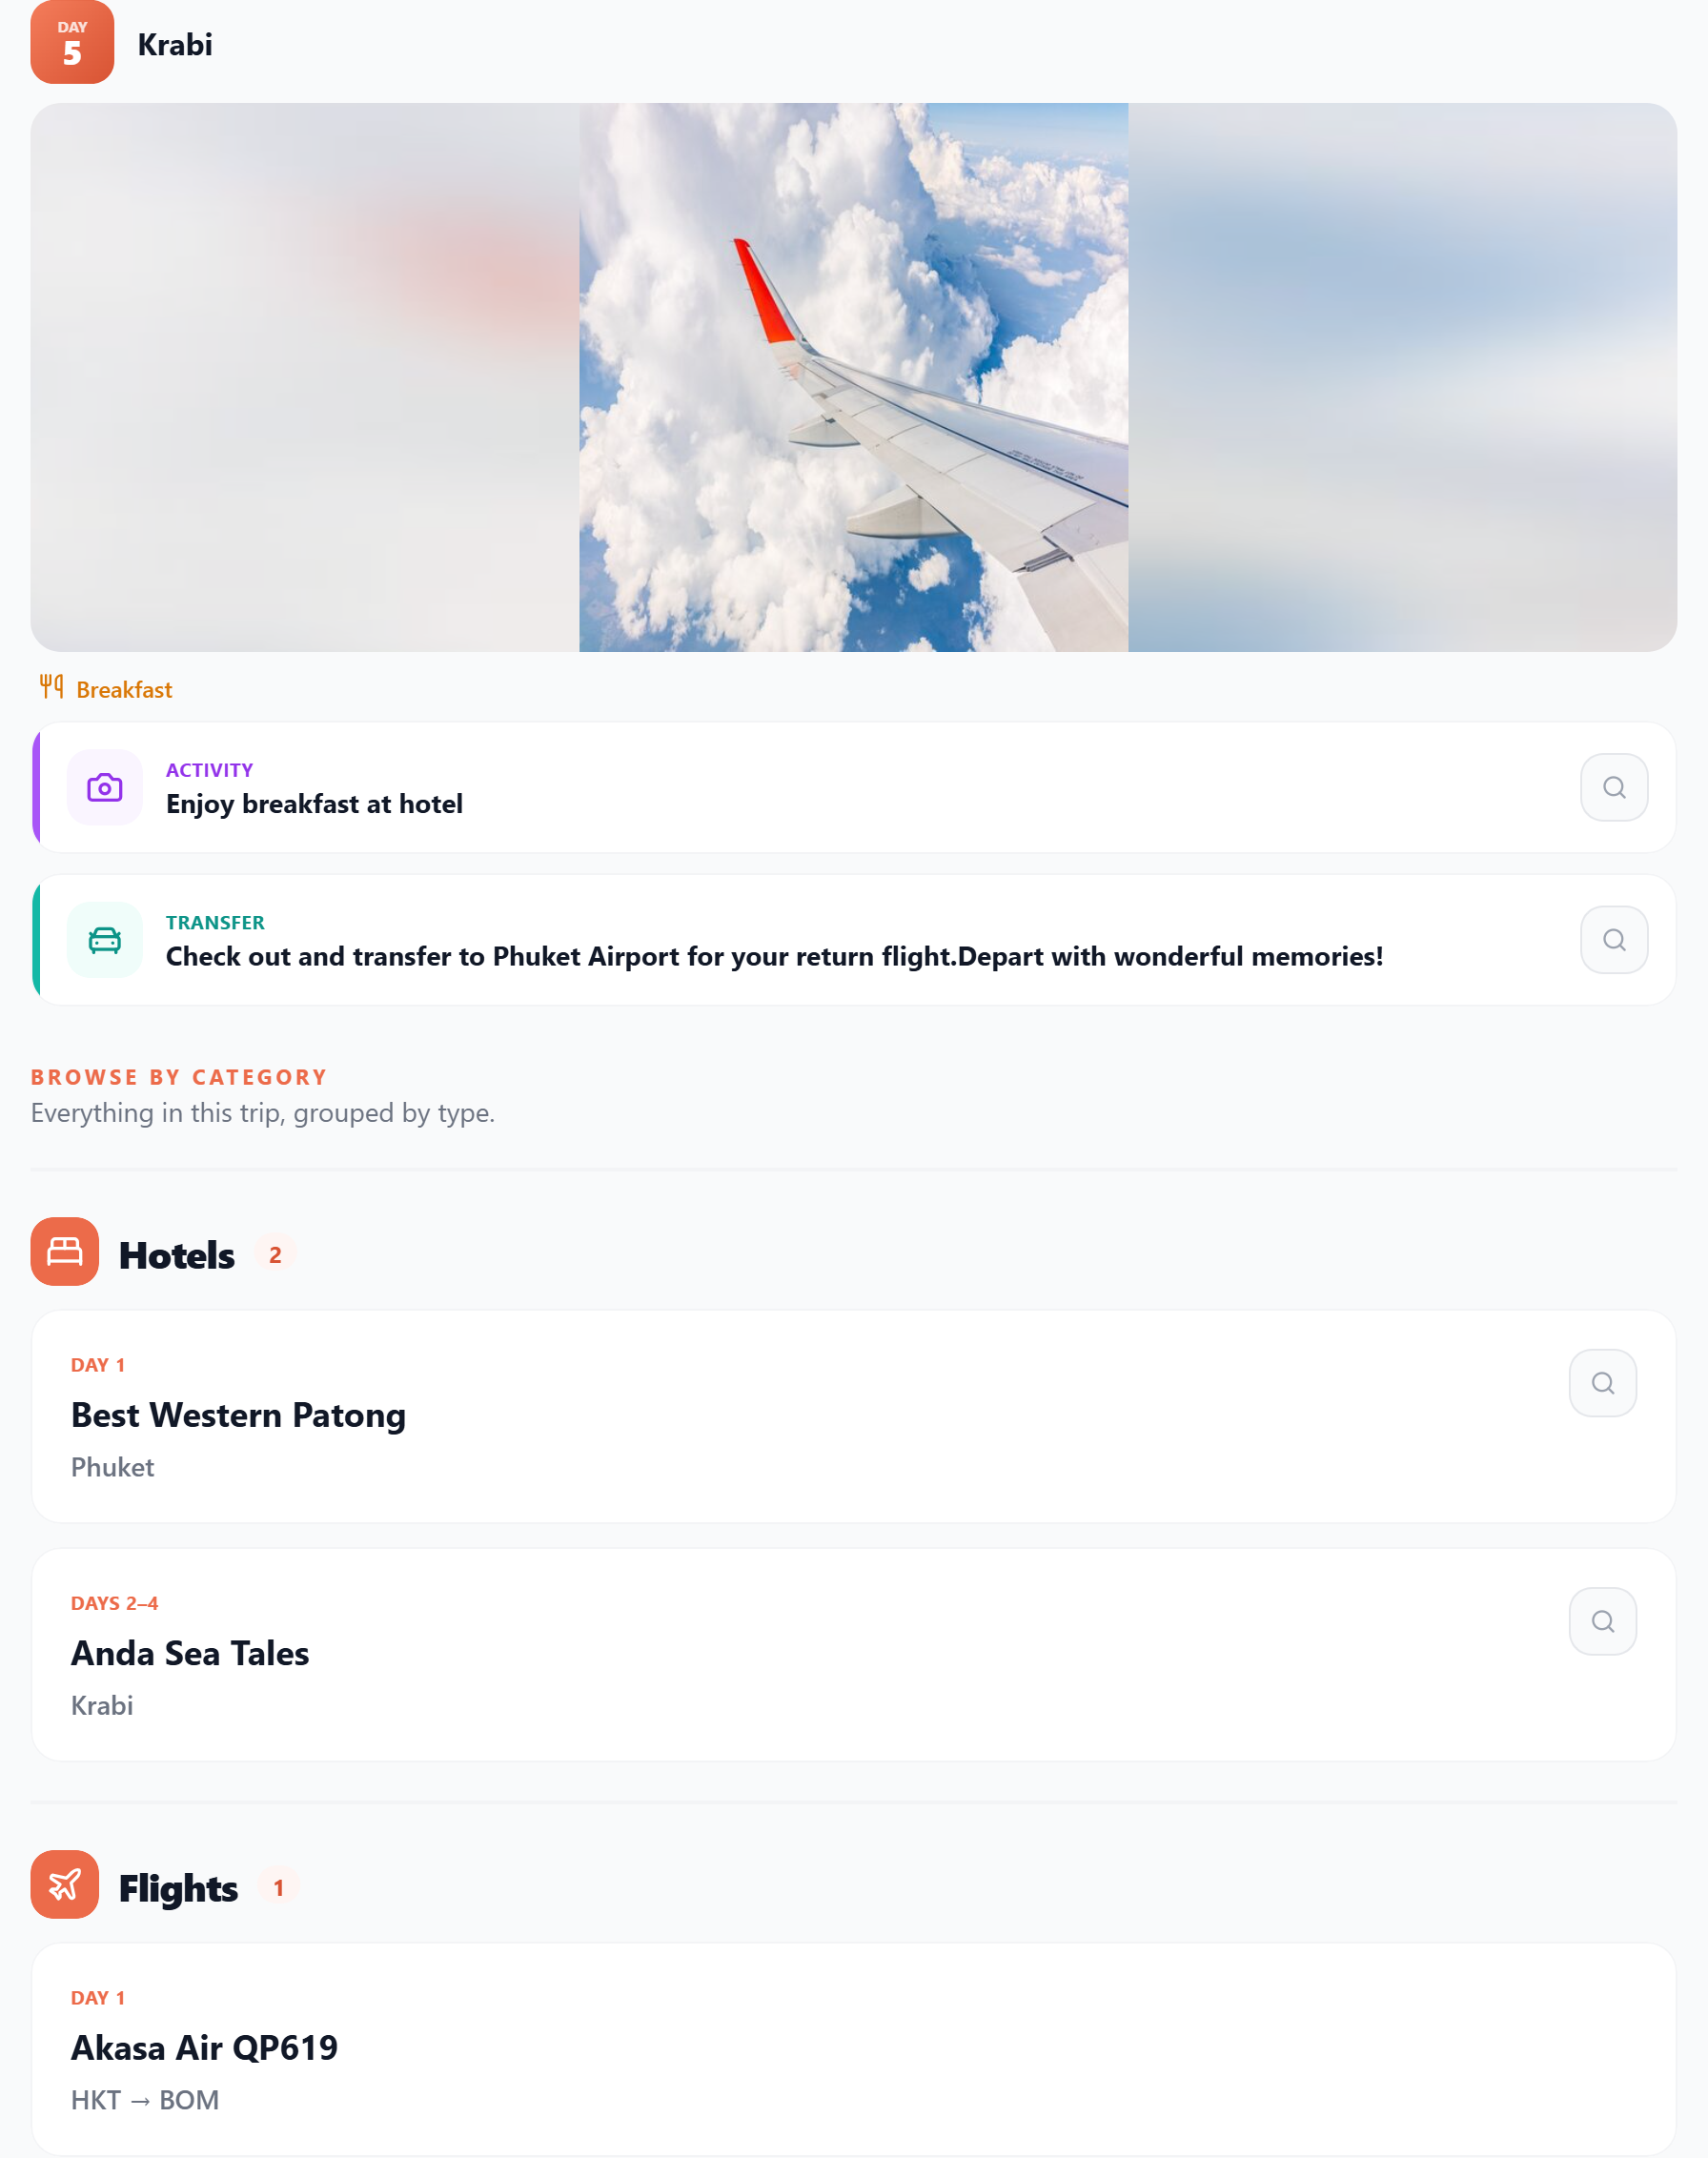 DAY
5
Krabi
Breakfast
ACTIVITY
Enjoy breakfast at hotel
TRANSFER
Check out and transfer to Phuket Airport for your return flight.Depart with wonderful memories!
BROWSE BY CATEGORY
Everything in this trip, grouped by type.
Hotels 2
DAY 1
Best Western Patong
Phuket
DAYS 2–4
Anda Sea Tales
Krabi
Flights 1
DAY 1
Akasa Air QP619
HKT → BOM